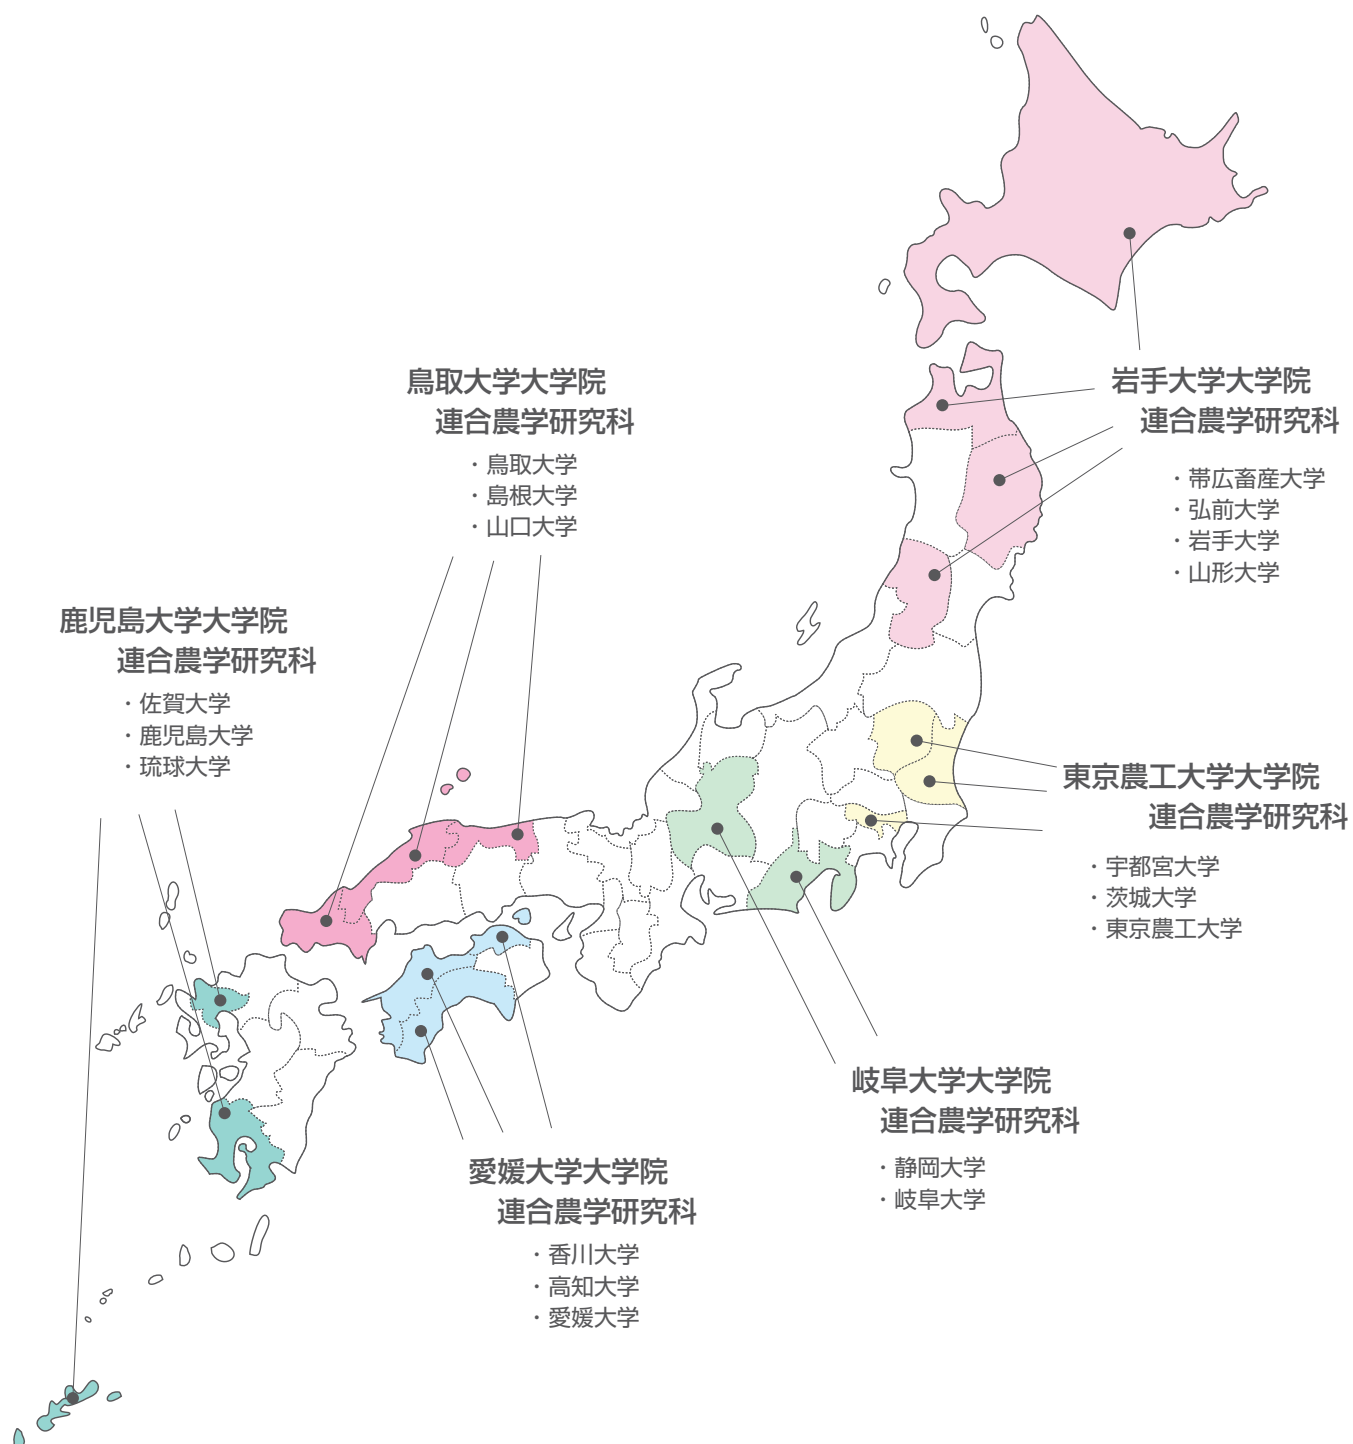 岩手大学大学院
連合農学研究科
・帯広畜産大学
・弘前大学
・岩手大学
・山形大学
鳥取大学大学院
連合農学研究科
・鳥取大学
・島根大学
・山口大学
鹿児島大学大学院
連合農学研究科
・佐賀大学
・鹿児島大学
・琉球大学
東京農工大学大学院
連合農学研究科
・宇都宮大学
・茨城大学
・東京農工大学
岐阜大学大学院
連合農学研究科
・静岡大学
・岐阜大学
愛媛大学大学院
連合農学研究科
・香川大学
・高知大学
・愛媛大学